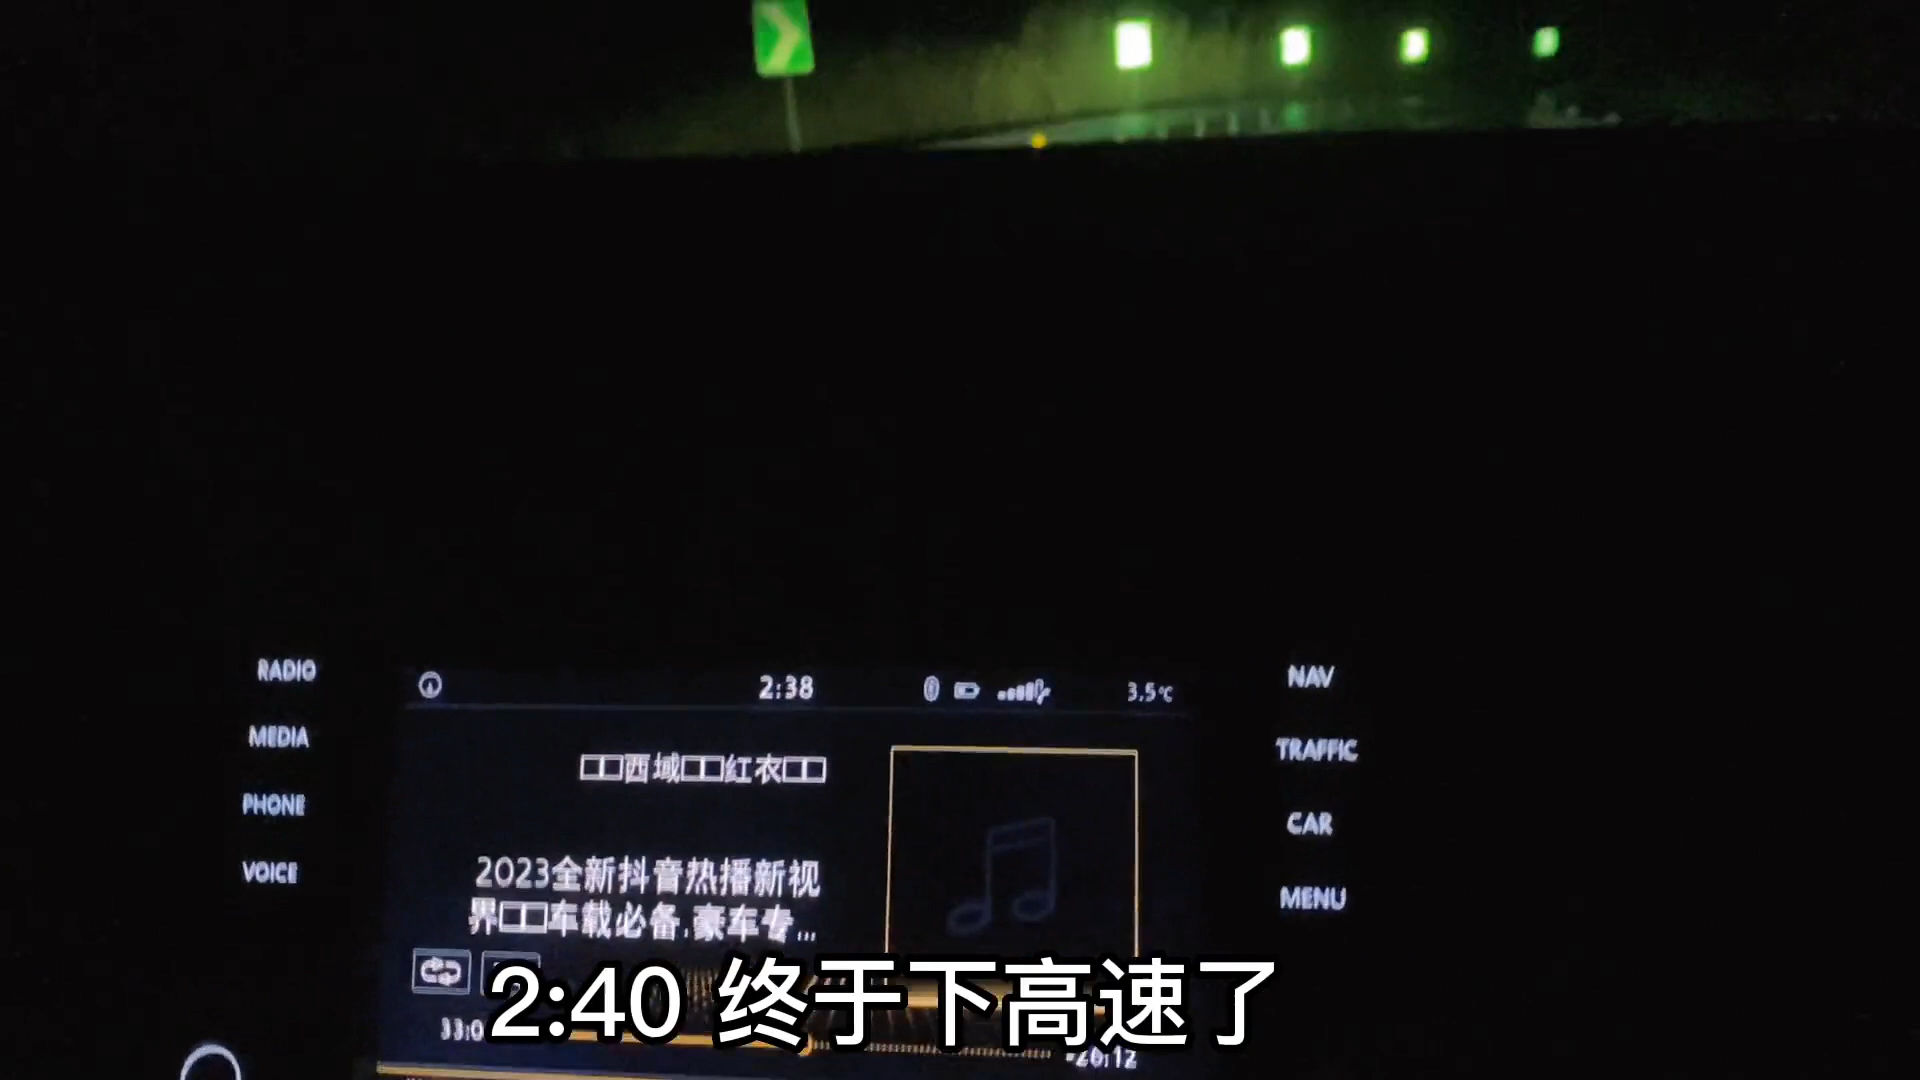 RADIO
MEDIA
PHONE
VOICE
2:38
3.5°C
□□西域□□红衣□□
2023全新抖音热播新视
界□□车载必备.豪车专...
33:0
-20:12
NAV
TRAFFIC
CAR
MENU
2:40 终于下高速了